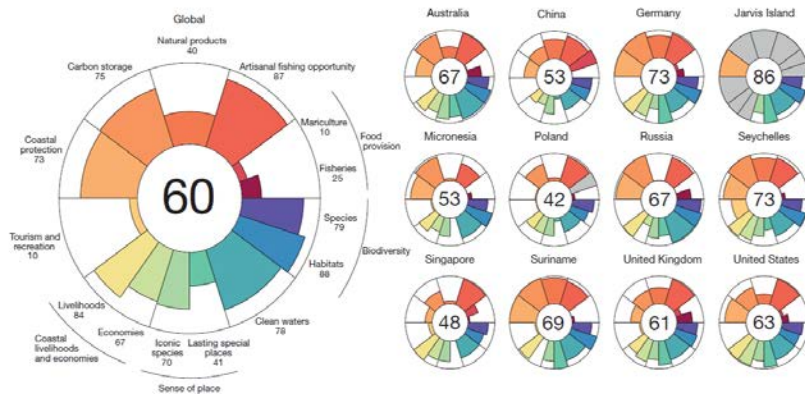 Global
Natural products
40
Carbon storage
75
Artisanal fishing opportunity
87
Mariculture
10
Food
provision
Fisheries
25
Coastal
protection
73
60
Species
79
Biodiversity
Habitats
88
Tourism and
recreation
10
Clean waters
78
Livelihoods
84
Economies
67
Iconic
species
70
Lasting special
places
41
Coastal
livelihoods
and economies
Sense of place
Australia
67
China
53
Germany
73
Jarvis Island
86
Micronesia
53
Poland
42
Russia
67
Seychelles
73
Singapore
48
Suriname
69
United Kingdom
61
United States
63